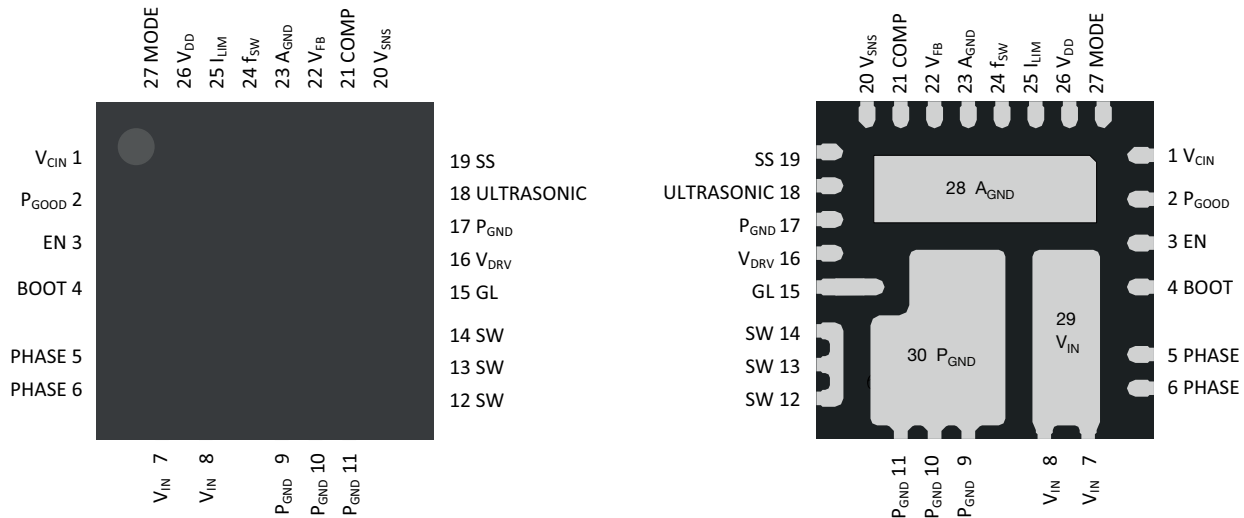 27 MODE
26 VDD
25 ILIM
24 fSW
23 AGND
22 VFB
21 COMP
20 VSNS
VCIN 1
PGOOD 2
EN 3
BOOT 4
PHASE 5
PHASE 6
19 SS
18 ULTRASONIC
17 PGND
16 VDRV
15 GL
14 SW
13 SW
12 SW
VIN 7
VIN 8
PGND 9
PGND 10
PGND 11
20 VSNS
21 COMP
22 VFB
23 AGND
24 fSW
25 ILIM
26 VDD
27 MODE
SS 19
ULTRASONIC 18
PGND 17
VDRV 16
GL 15
SW 14
SW 13
SW 12
28 AGND
29
VIN
30 PGND
1 VCIN
2 PGOOD
3 EN
4 BOOT
5 PHASE
6 PHASE
PGND 11
PGND 10
PGND 9
VIN 8
VIN 7